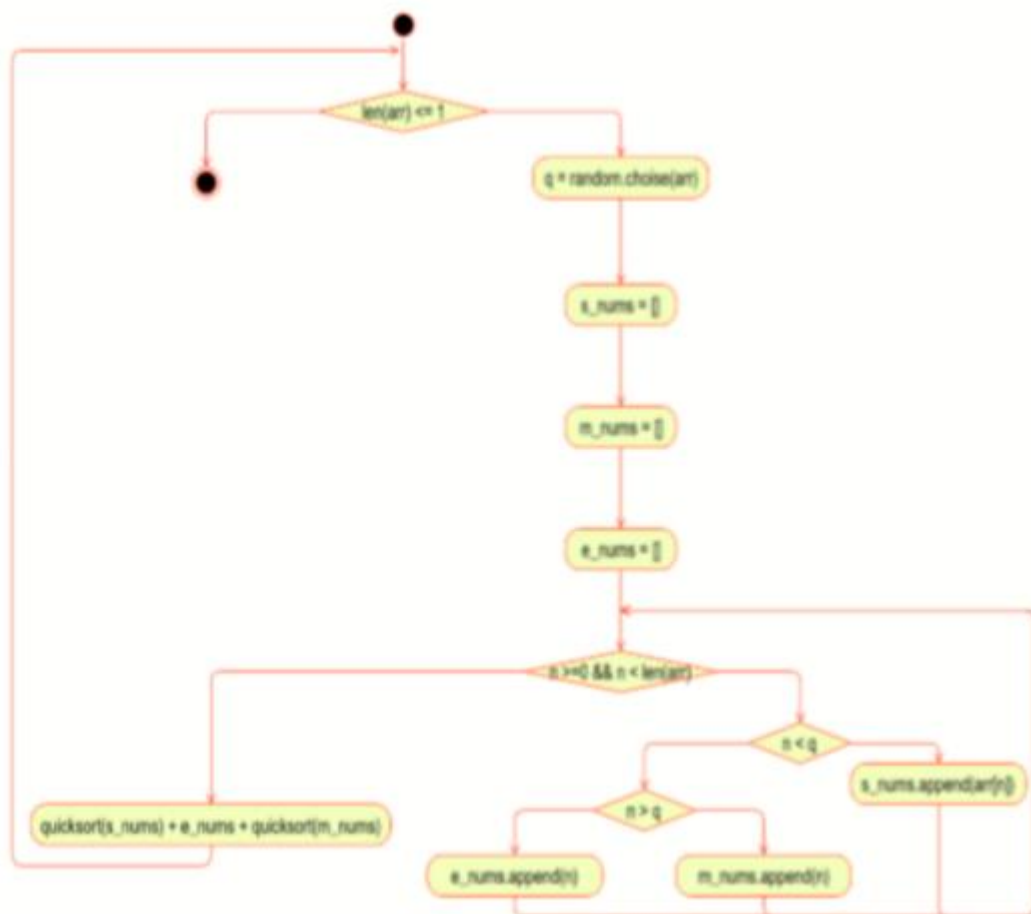 len(arr) <= 1
q = random.choise(arr)
s_nums = []
m_nums = []
e_nums = []
n >=0 && n < len(arr)
n < q
s_nums.append(arr[n])
n > q
quicksort(s_nums) + e_nums + quicksort(m_nums)
e_nums.append(n)
m_nums.append(n)